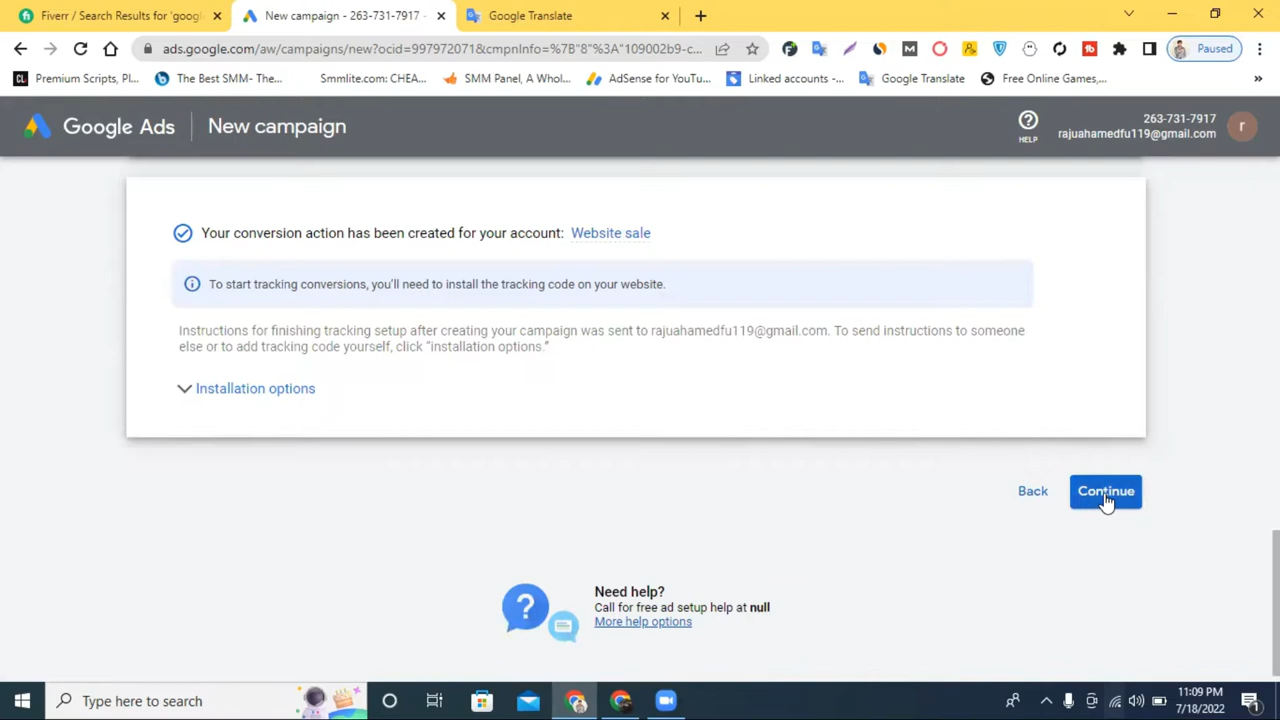 Fiverr / Search Results for 'googl
New campaign - 263-731-7917 -
Google Translate
ads.google.com/aw/campaigns/new?ocid=997972071&cmpnInfo=%7B"8"%3A"109002b9-c...
Paused
Premium Scripts, Pl...
The Best SMM- The...
Smmlite.com: CHEA...
SMM Panel, A Whol...
AdSense for YouTu...
Linked accounts -...
Google Translate
Free Online Games,...
»
Google Ads
New campaign
HELP
263-731-7917
rajuahamedfu119@gmail.com
r
Your conversion action has been created for your account: Website sale
To start tracking conversions, you'll need to install the tracking code on your website.
Instructions for finishing tracking setup after creating your campaign was sent to rajuahamedfu119@gmail.com. To send instructions to someone
else or to add tracking code yourself, click "installation options."
Installation options
Back
Continue
Need help?
Call for free ad setup help at null
More help options
Type here to search
11:09 PM
7/18/2022